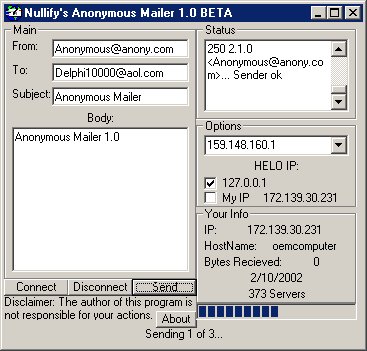 Nullify's Anonymous Mailer 1.0 BETA
Main
From: Anonymous@anony.com
To: Delphi10000@aol.com
Subject: Anonymous Mailer
Body:
Anonymous Mailer 1.0
Connect Disconnect Send
Disclaimer: The author of this program is
not responsible for your actions.
About
Status
250 2.1.0
<Anonymous@anony.co
m>... Sender ok
Options
159.148.160.1
HELO IP:
127.0.0.1
My IP 172.139.30.231
Your Info
IP: 172.139.30.231
HostName: oemcomputer
Bytes Recieved: 0
2/10/2002
373 Servers
Sending 1 of 3...